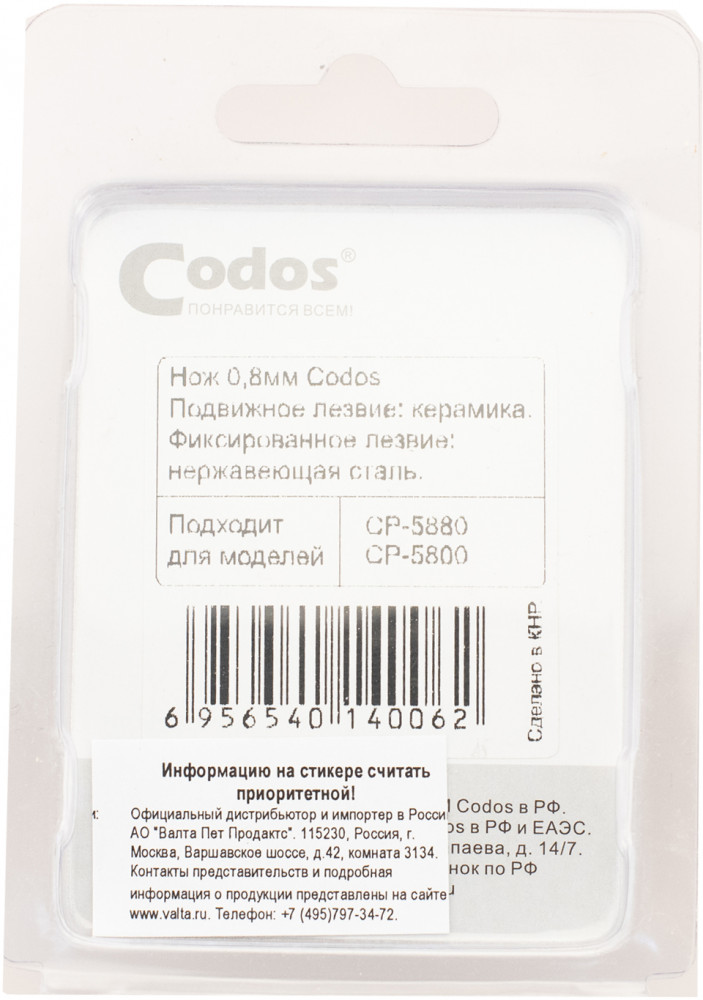 Codos®
ПОНРАВИТСЯ ВСЕМ!
Нож 0,8мм Codos
Подвижное лезвие: керамика.
Фиксированное лезвие:
нержавеющая сталь.
Подходит для моделей
CP-5880
CP-5800
6 956540 140062
Сделано в КНР
Информацию на стикере считать
приоритетной!
Официальный дистрибьютор и импортер в Росси
АО "Валта Пет Продактс". 115230, Россия, г.
Москва, Варшавское шоссе, д.42, комната 3134.
Контакты представительств и подробная
информация о продукции представлены на сайте
www.valta.ru. Телефон: +7 (495)797-34-72.
Codos в РФ.
в РФ и ЕАЭС.
д. 14/7.
по РФ